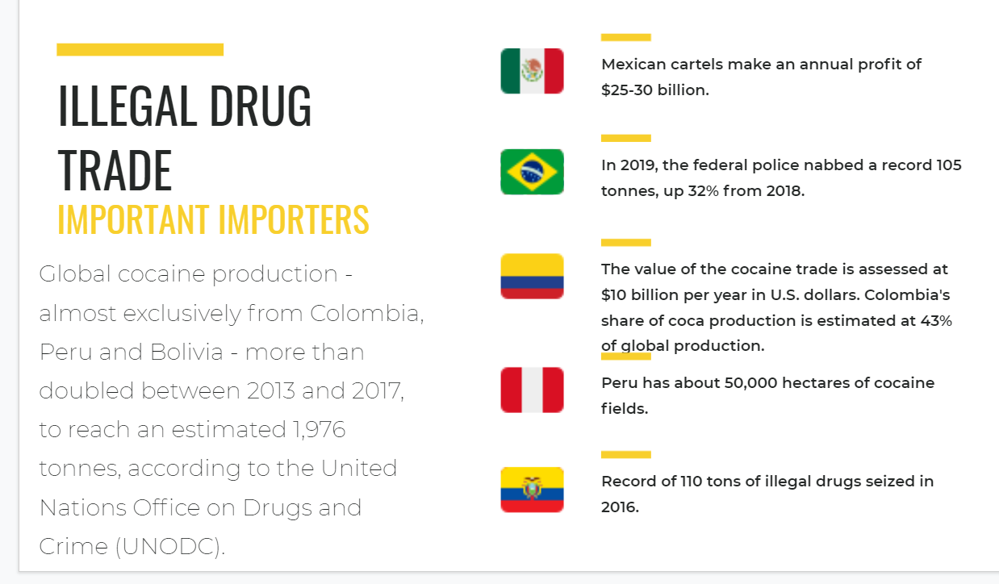 ILLEGAL DRUG
TRADE
IMPORTANT IMPORTERS
Global cocaine production -
almost exclusively from Colombia,
Peru and Bolivia - more than
doubled between 2013 and 2017,
to reach an estimated 1,976
tonnes, according to the United
Nations Office on Drugs and
Crime (UNODC).
Mexican cartels make an annual profit of
$25-30 billion.
In 2019, the federal police nabbed a record 105
tonnes, up 32% from 2018.
The value of the cocaine trade is assessed at
$10 billion per year in U.S. dollars. Colombia's
share of coca production is estimated at 43%
of global production.
Peru has about 50,000 hectares of cocaine
fields.
Record of 110 tons of illegal drugs seized in
2016.